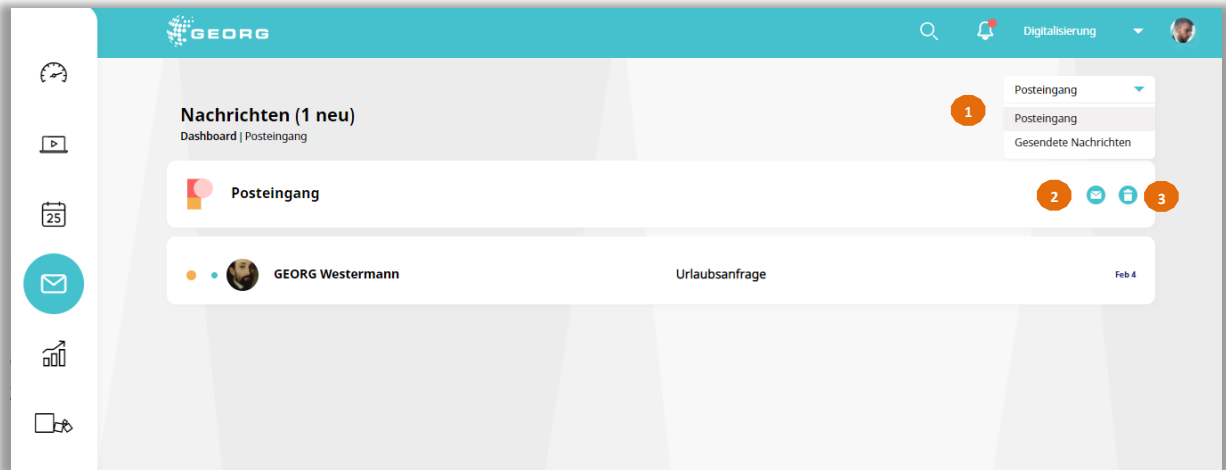 GEORG
Digitalisierung
Posteingang
1
Nachrichten (1 neu)
Posteingang
Dashboard | Posteingang
Gesendete Nachrichten
Posteingang
2
3
25
GEORG Westermann
Urlaubsanfrage
Feb 4